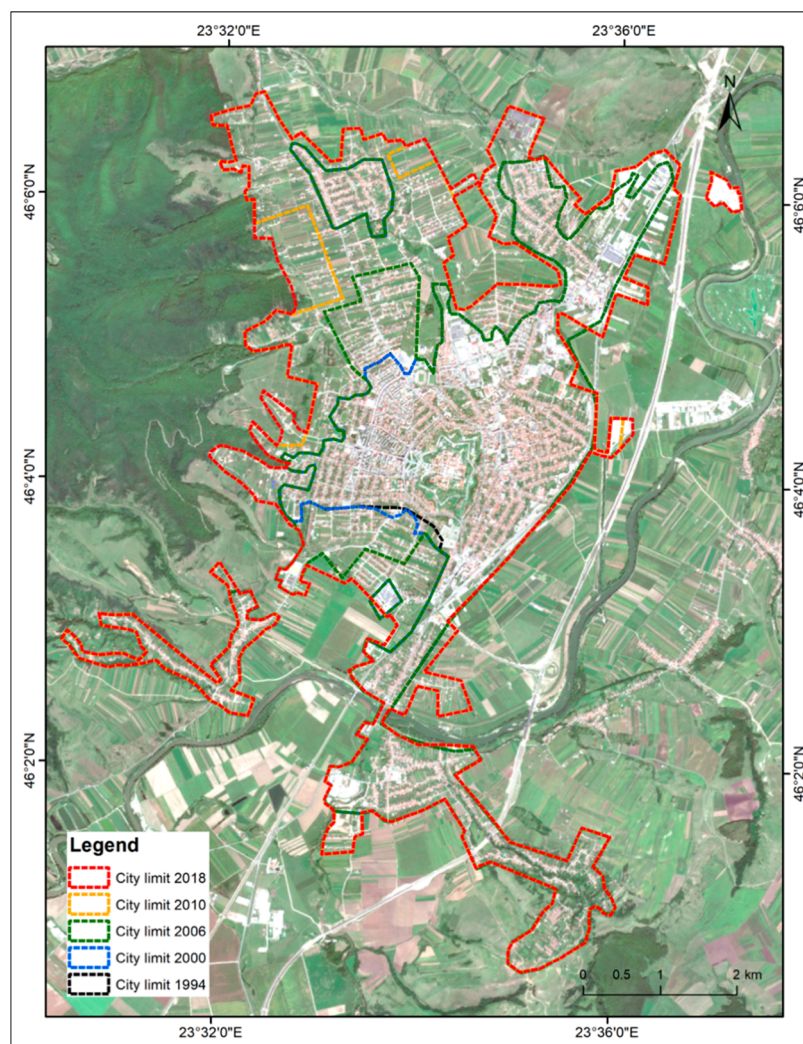 23°32'0"E 23°36'0"E
N
46°6'0"N 46°6'0"N
46°4'0"N 46°4'0"N
46°2'0"N 46°2'0"N
Legend
City limit 2018
City limit 2010
City limit 2006
City limit 2000
City limit 1994
0 0.5 1 2 km
23°32'0"E 23°36'0"E